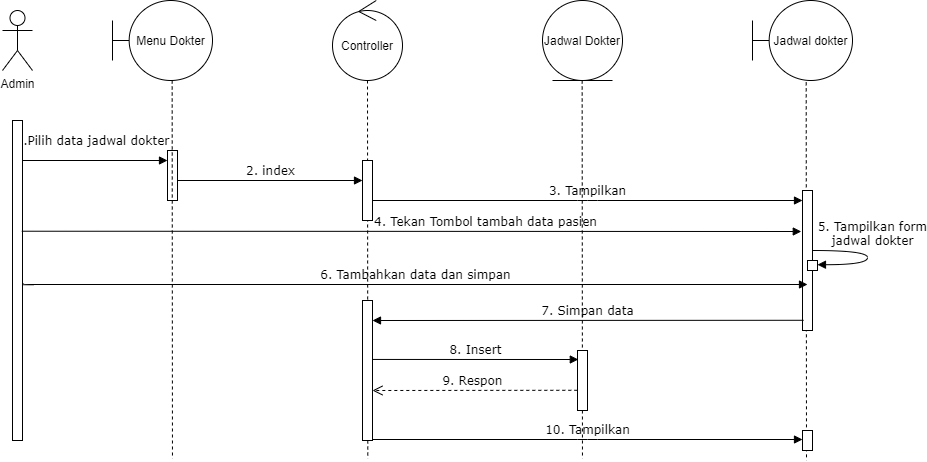 Menu Dokter
Controller
Jadwal Dokter
Jadwal dokter
Admin
.Pilih data jadwal dokter
2. index
3. Tampilkan
4. Tekan Tombol tambah data pasien
5. Tampilkan form
jadwal dokter
6. Tambahkan data dan simpan
7. Simpan data
8. Insert
9. Respon
10. Tampilkan